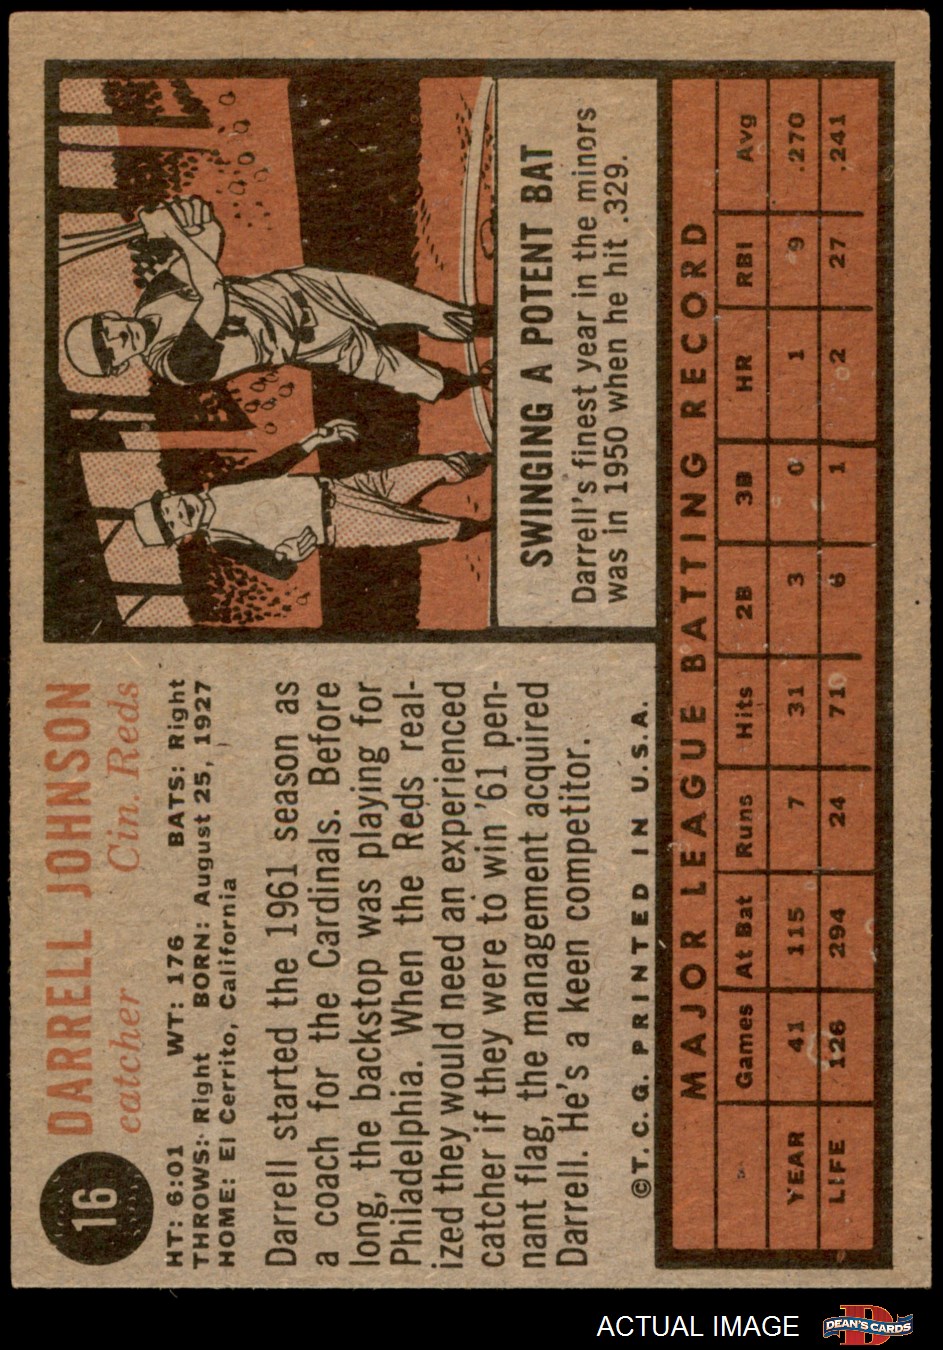 16
DARRELL JOHNSON
catcher Cin. Reds
HT: 6:01 WT: 176 BATS: Right
THROWS: Right BORN: August 25, 1927
HOME: El Cerrito, California
Darrell started the 1961 season as
a coach for the Cardinals. Before
long, the backstop was playing for
Philadelphia. When the Reds real-
ized they would need an experienced
catcher if they were to win '61 pen-
nant flag, the management acquired
Darrell. He's a keen competitor.
©T. C. G. PRINTED IN U.S.A.
SWINGING A POTENT BAT
Darrell's finest year in the minors
was in 1950 when he hit .329.
MAJOR LEAGUE BATTING RECORD
Games At Bat Runs Hits 2B 3B HR RBI Avg
YEAR 41 115 7 31 3 0 1 9 .270
LIFE 126 294 24 71 6 1 2 27 .241
ACTUAL IMAGE
DEAN'S CARDS